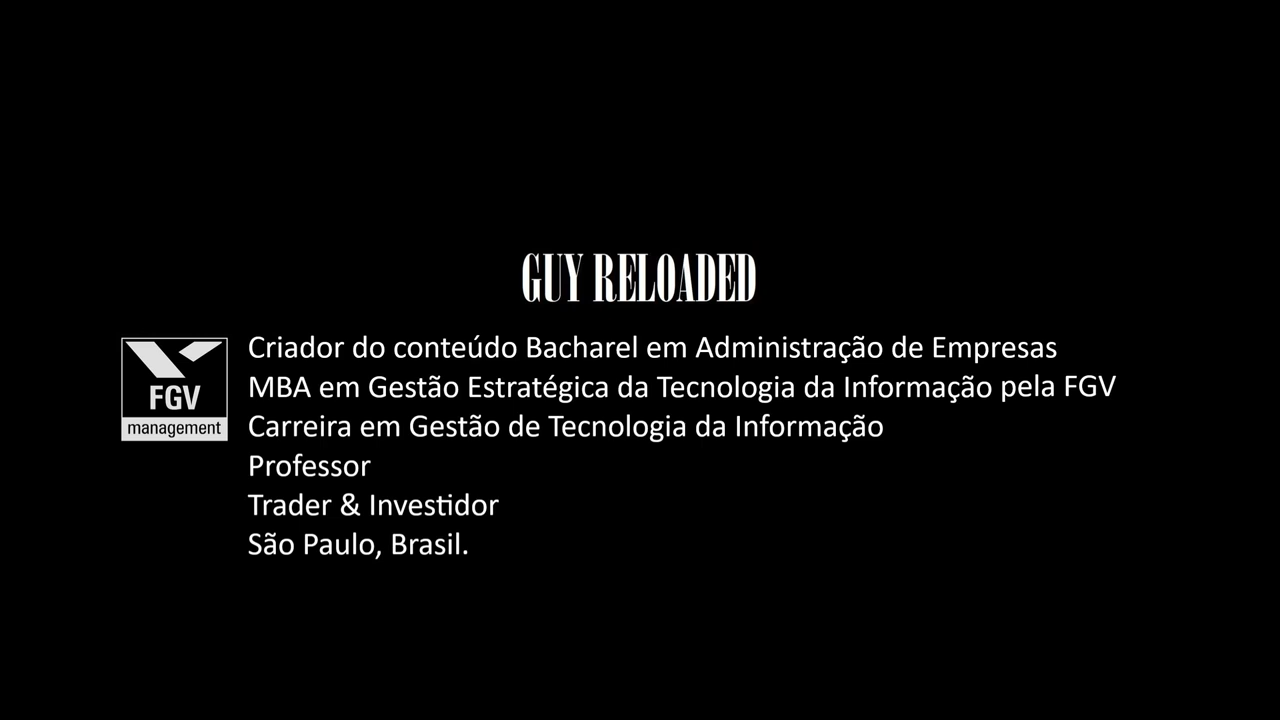 GUY RELOADED
FGV
management
Criador do conteúdo Bacharel em Administração de Empresas
MBA em Gestão Estratégica da Tecnologia da Informação pela FGV
Carreira em Gestão de Tecnologia da Informação
Professor
Trader & Investidor
São Paulo, Brasil.